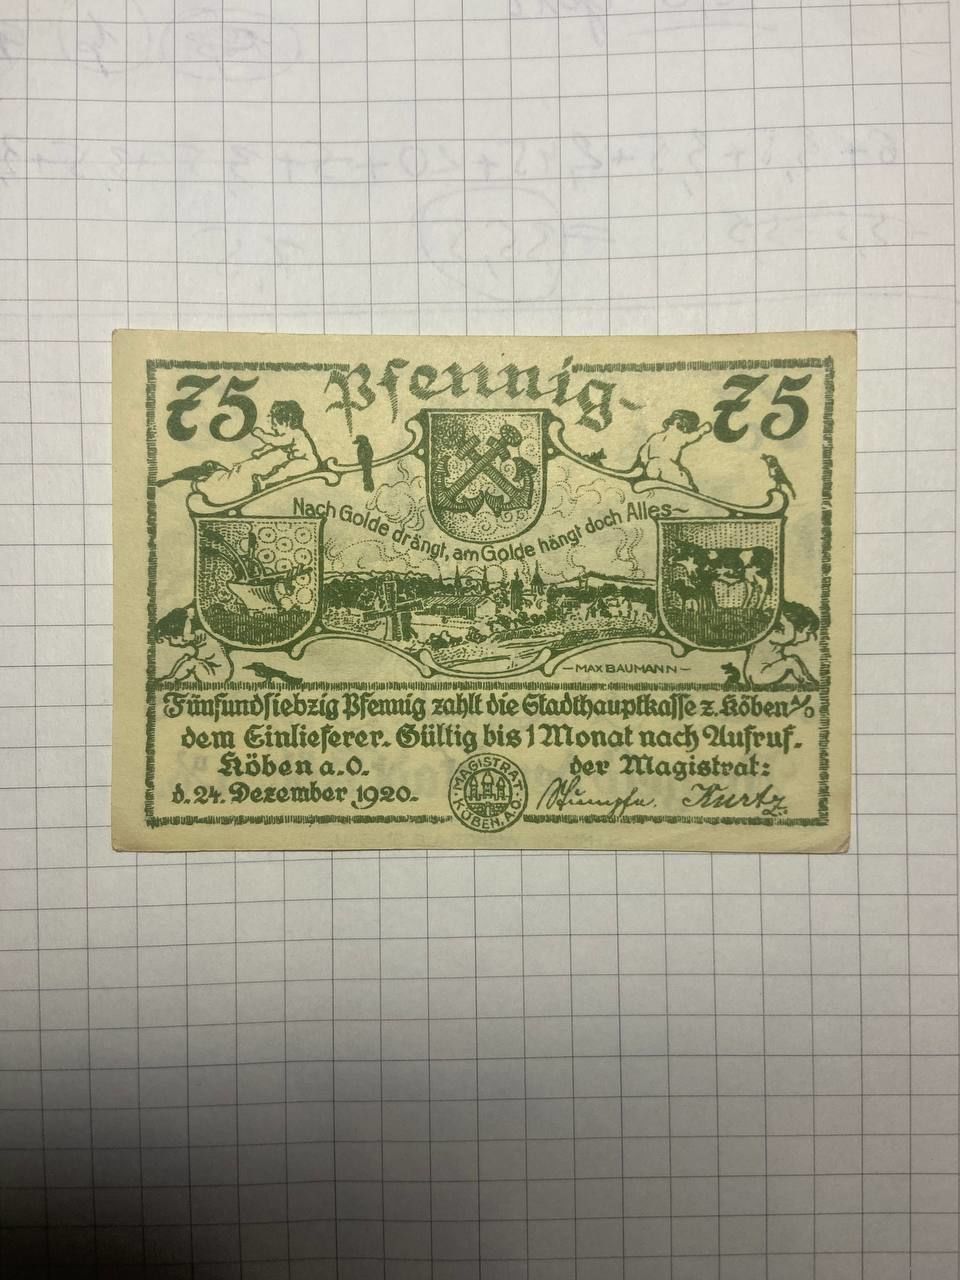 75 Pfennig 75
Nach Golde drängt, am Golde hängt doch Alles
MAX BAUMANN
Fünfundsiebzig Pfennig zahlt die Stadthauptkasse z. Köben a/O
dem Einlieferer. Gültig bis 1 Monat nach Aufruf.
Köben a.O. der Magistrat:
d. 24. Dezember 1920.
MAGISTRAT
KÖBEN. A. O.
Kurtz